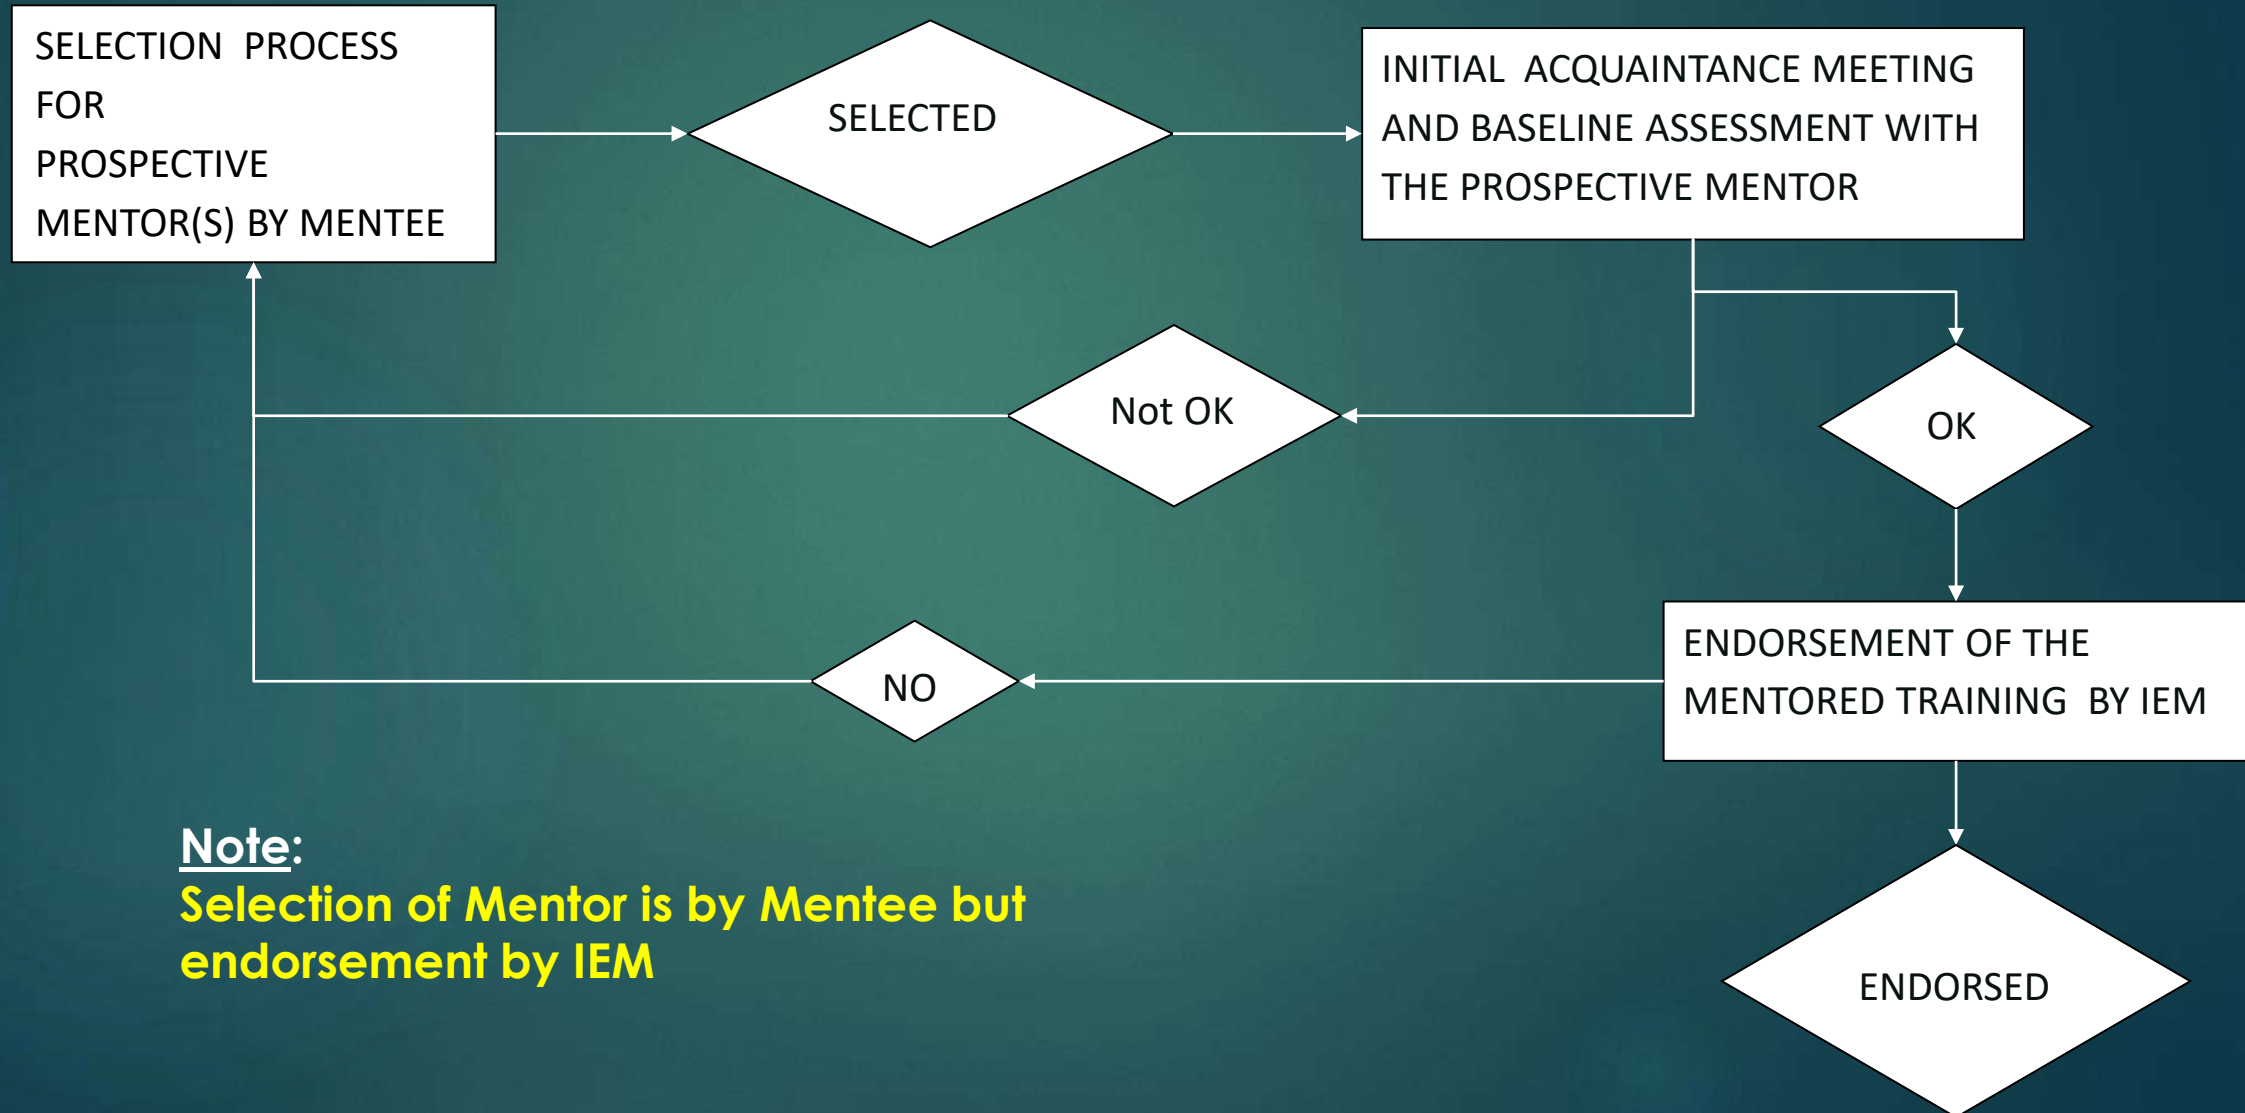 SELECTION  PROCESS
FOR
PROSPECTIVE
MENTOR(S) BY MENTEE
SELECTED
INITIAL  ACQUAINTANCE MEETING
AND BASELINE ASSESSMENT WITH
THE PROSPECTIVE MENTOR
Not OK
OK
ENDORSEMENT OF THE
MENTORED TRAINING  BY IEM
NO
Note:
Selection of Mentor is by Mentee but
endorsement by IEM
ENDORSED